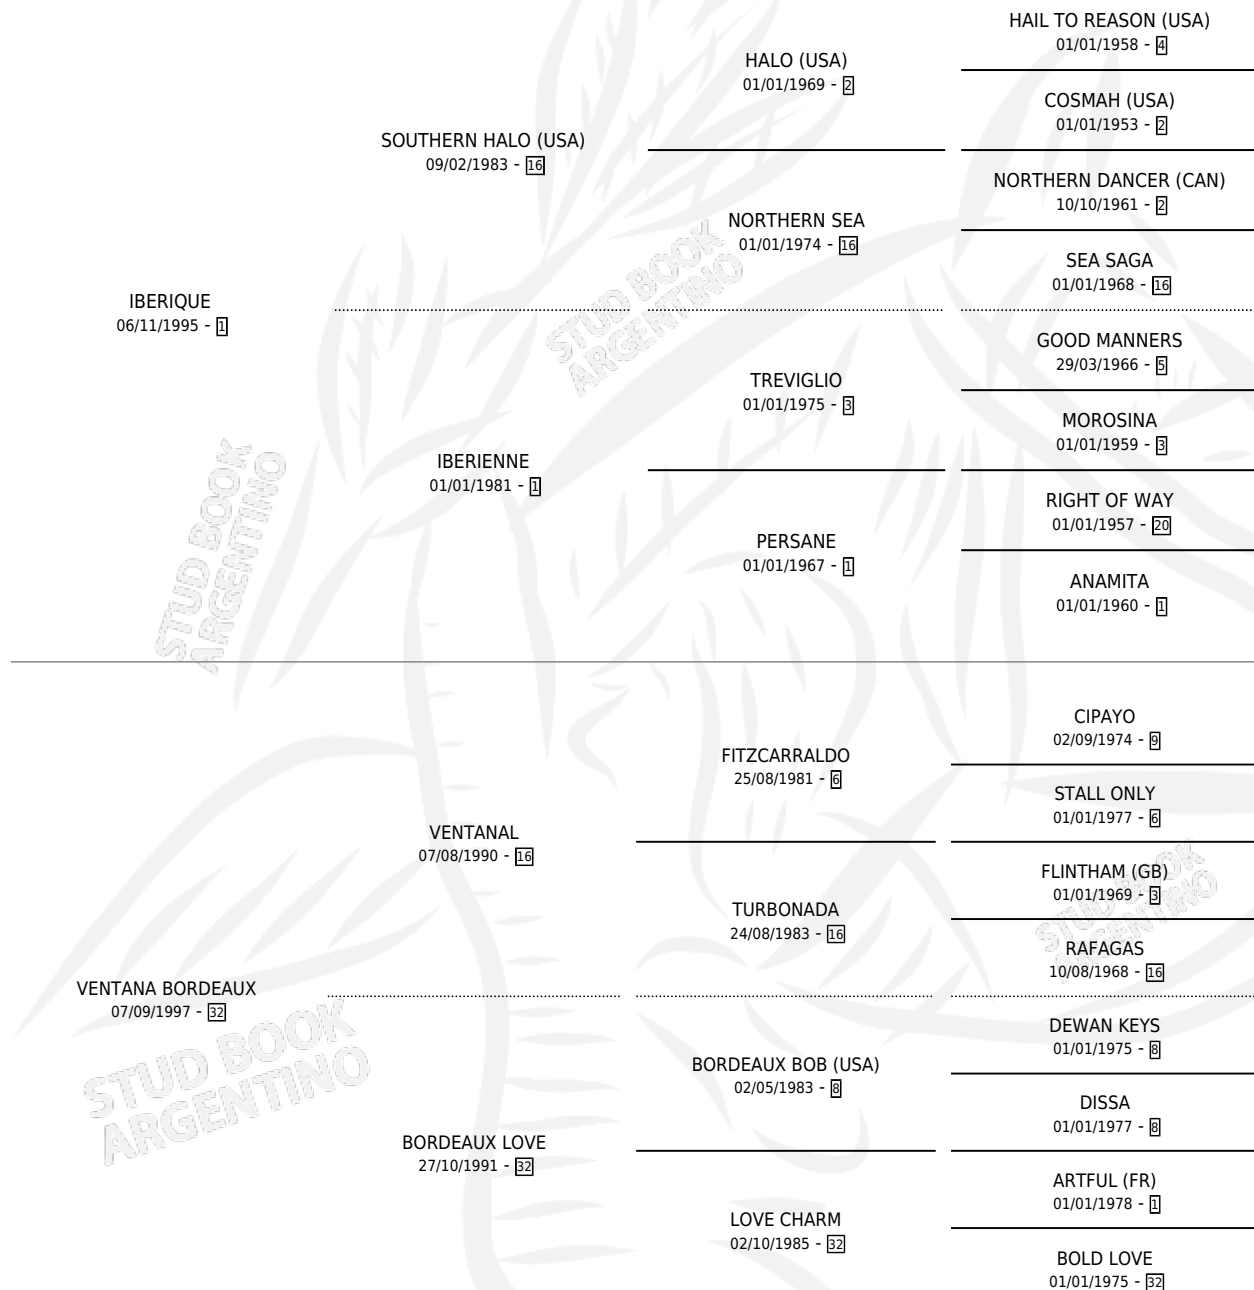 HAIL TO REASON (USA)
01/01/1958 - 4
HALO (USA)
01/01/1969 - 2
COSMAH (USA)
01/01/1953 - 2
SOUTHERN HALO (USA)
09/02/1983 - 16
NORTHERN DANCER (CAN)
10/10/1961 - 2
NORTHERN SEA
01/01/1974 - 16
SEA SAGA
01/01/1968 - 16
IBERIQUE
06/11/1995 - 1
GOOD MANNERS
29/03/1966 - 5
TREVIGLIO
01/01/1975 - 3
MOROSINA
01/01/1959 - 3
IBERIENNE
01/01/1981 - 1
RIGHT OF WAY
01/01/1957 - 20
PERSANE
01/01/1967 - 1
ANAMITA
01/01/1960 - 1
STUD BOOK
ARGENTINO
STUD BOOK
ARGENTINO
CIPAYO
02/09/1974 - 9
FITZCARRALDO
25/08/1981 - 6
STALL ONLY
01/01/1977 - 6
VENTANAL
07/08/1990 - 16
FLINTHAM (GB)
01/01/1969 - 3
TURBONADA
24/08/1983 - 16
RAFAGAS
10/08/1968 - 16
VENTANA BORDEAUX
07/09/1997 - 32
DEWAN KEYS
01/01/1975 - 8
BORDEAUX BOB (USA)
02/05/1983 - 8
DISSA
01/01/1977 - 8
BORDEAUX LOVE
27/10/1991 - 32
ARTFUL (FR)
01/01/1978 - 1
LOVE CHARM
02/10/1985 - 32
BOLD LOVE
01/01/1975 - 32
STUD BOOK
ARGENTINO
STUD BOOK
ARGENTINO